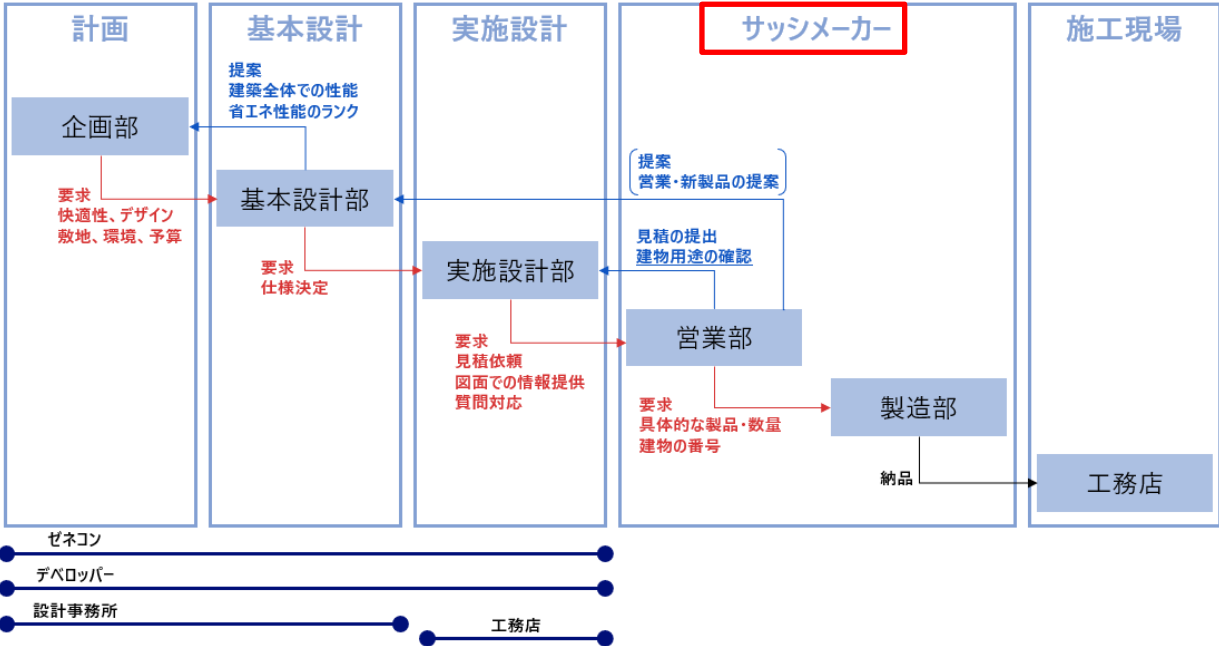 計画
基本設計
実施設計
サッシメーカー
施工現場
提案
建築全体での性能
省エネ性能のランク
企画部
要求
快適性、デザイン
敷地、環境、予算
基本設計部
提案
営業・新製品の提案
要求
仕様決定
実施設計部
見積の提出
建物用途の確認
要求
見積依頼
図面での情報提供
質問対応
営業部
要求
具体的な製品・数量
建物の番号
製造部
納品
工務店
ゼネコン
デベロッパー
設計事務所
工務店